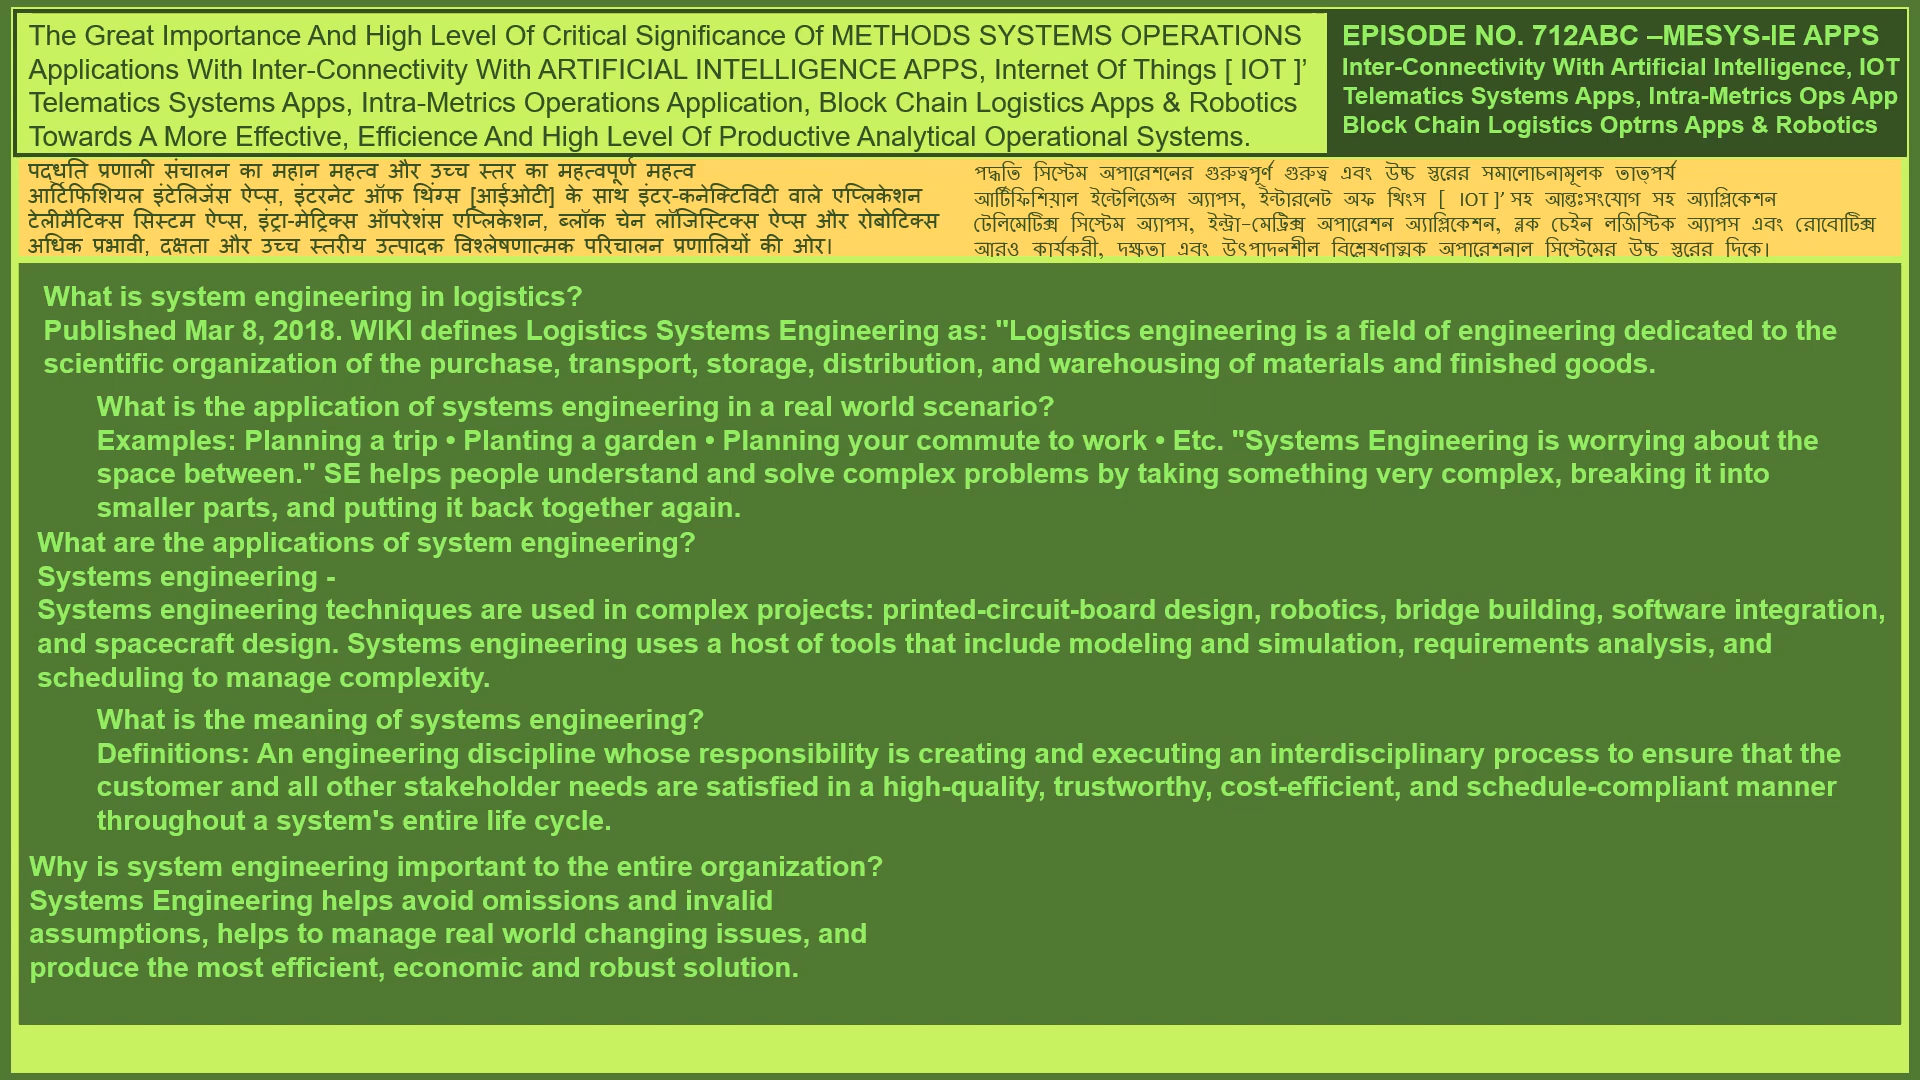 The Great Importance And High Level Of Critical Significance Of METHODS SYSTEMS OPERATIONS
Applications With Inter-Connectivity With ARTIFICIAL INTELLIGENCE APPS, Internet Of Things [ IOT ]’
Telematics Systems Apps, Intra-Metrics Operations Application, Block Chain Logistics Apps & Robotics
Towards A More Effective, Efficience And High Level Of Productive Analytical Operational Systems.
EPISODE NO. 712ABC –MESYS-IE APPS
Inter-Connectivity With Artificial Intelligence, IOT
Telematics Systems Apps, Intra-Metrics Ops App
Block Chain Logistics Optrns Apps & Robotics
पद्धति प्रणाली संचालन का महान महत्व और उच्च स्तर का महत्वपूर्ण महत्व
आर्टिफिशियल इंटेलिजेंस ऐप्स, इंटरनेट ऑफ थिंग्स [आईओटी] के साथ इंटर-कनेक्टिविटी वाले एप्लिकेशन
टेलीमैटिक्स सिस्टम ऐप्स, इंट्रा-मेट्रिक्स ऑपरेशंस एप्लिकेशन, ब्लॉक चेन लॉजिस्टिक्स ऐप्स और रोबोटिक्स
अधिक प्रभावी, दक्षता और उच्च स्तरीय उत्पादक विश्लेषणात्मक परिचालन प्रणालियों की ओर।
পদ্ধতি সিস্টেম অপারেশনের গুরুত্বপূর্ণ গুরুত্ব এবং উচ্চ স্তরের সমালোচনামূলক তাত্পর্য
আর্টিফিশিয়াল ইন্টেলিজেন্স অ্যাপস, ইন্টারনেট অফ থিংস [ IOT ]’ সহ আন্তঃসংযোগ সহ অ্যাপ্লিকেশন
টেলিমেটিক্স সিস্টেম অ্যাপস, ইন্ট্রা-মেট্রিক্স অপারেশন অ্যাপ্লিকেশন, ব্লক চেইন লজিস্টিক অ্যাপস এবং রোবোটিক্স
আরও কার্যকরী, দক্ষতা এবং উৎপাদনশীল বিশ্লেষণাত্মক অপারেশনাল সিস্টেমের উচ্চ স্তরের দিকে।
What is system engineering in logistics?
Published Mar 8, 2018. WIKI defines Logistics Systems Engineering as: "Logistics engineering is a field of engineering dedicated to the
scientific organization of the purchase, transport, storage, distribution, and warehousing of materials and finished goods.
What is the application of systems engineering in a real world scenario?
Examples: Planning a trip • Planting a garden • Planning your commute to work • Etc. "Systems Engineering is worrying about the
space between." SE helps people understand and solve complex problems by taking something very complex, breaking it into
smaller parts, and putting it back together again.
What are the applications of system engineering?
Systems engineering -
Systems engineering techniques are used in complex projects: printed-circuit-board design, robotics, bridge building, software integration,
and spacecraft design. Systems engineering uses a host of tools that include modeling and simulation, requirements analysis, and
scheduling to manage complexity.
What is the meaning of systems engineering?
Definitions: An engineering discipline whose responsibility is creating and executing an interdisciplinary process to ensure that the
customer and all other stakeholder needs are satisfied in a high-quality, trustworthy, cost-efficient, and schedule-compliant manner
throughout a system's entire life cycle.
Why is system engineering important to the entire organization?
Systems Engineering helps avoid omissions and invalid
assumptions, helps to manage real world changing issues, and
produce the most efficient, economic and robust solution.